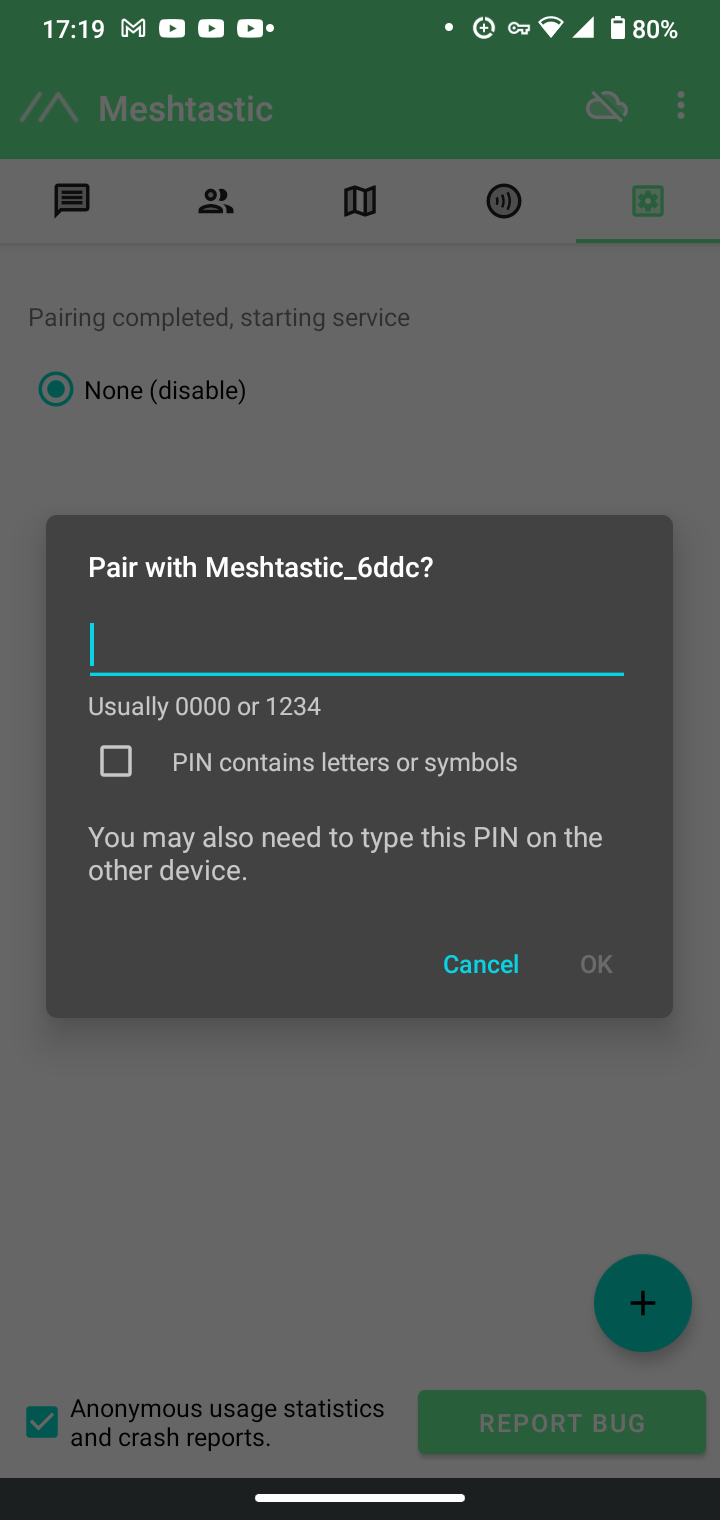 17:19
80%
Meshtastic
Pairing completed, starting service
None (disable)
Pair with Meshtastic_6ddc?
Usually 0000 or 1234
PIN contains letters or symbols
You may also need to type this PIN on the
other device.
Cancel
OK
Anonymous usage statistics
and crash reports.
REPORT BUG